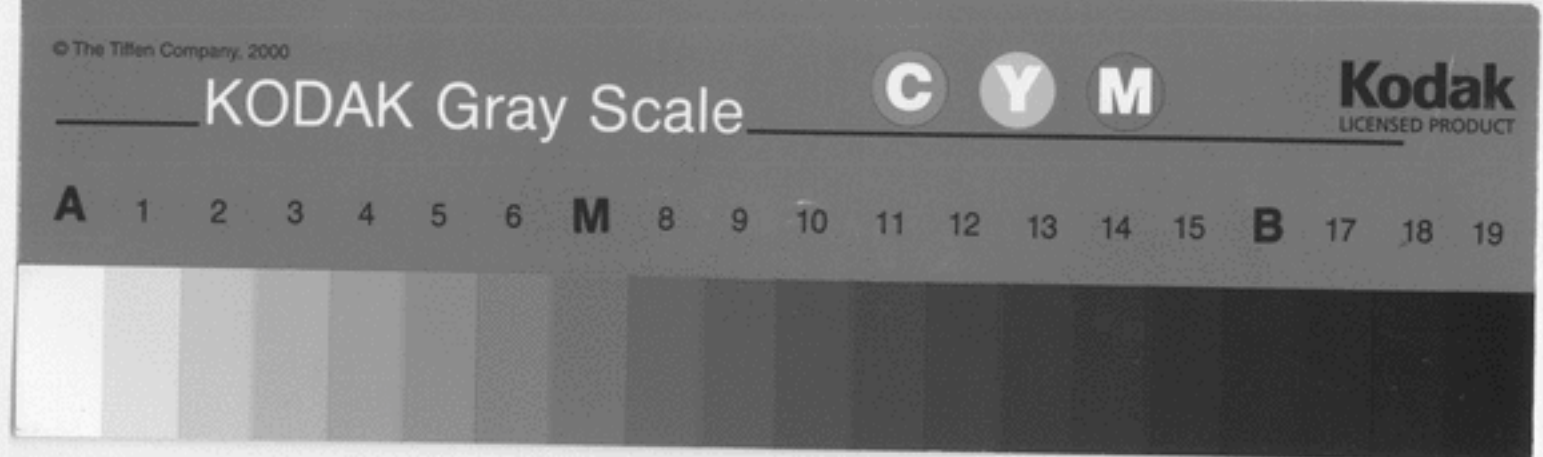 © The Tiffen Company, 2000
KODAK Gray Scale
C Y M
Kodak
LICENSED PRODUCT
A 1 2 3 4 5 6 M 8 9 10 11 12 13 14 15 B 17 18 19